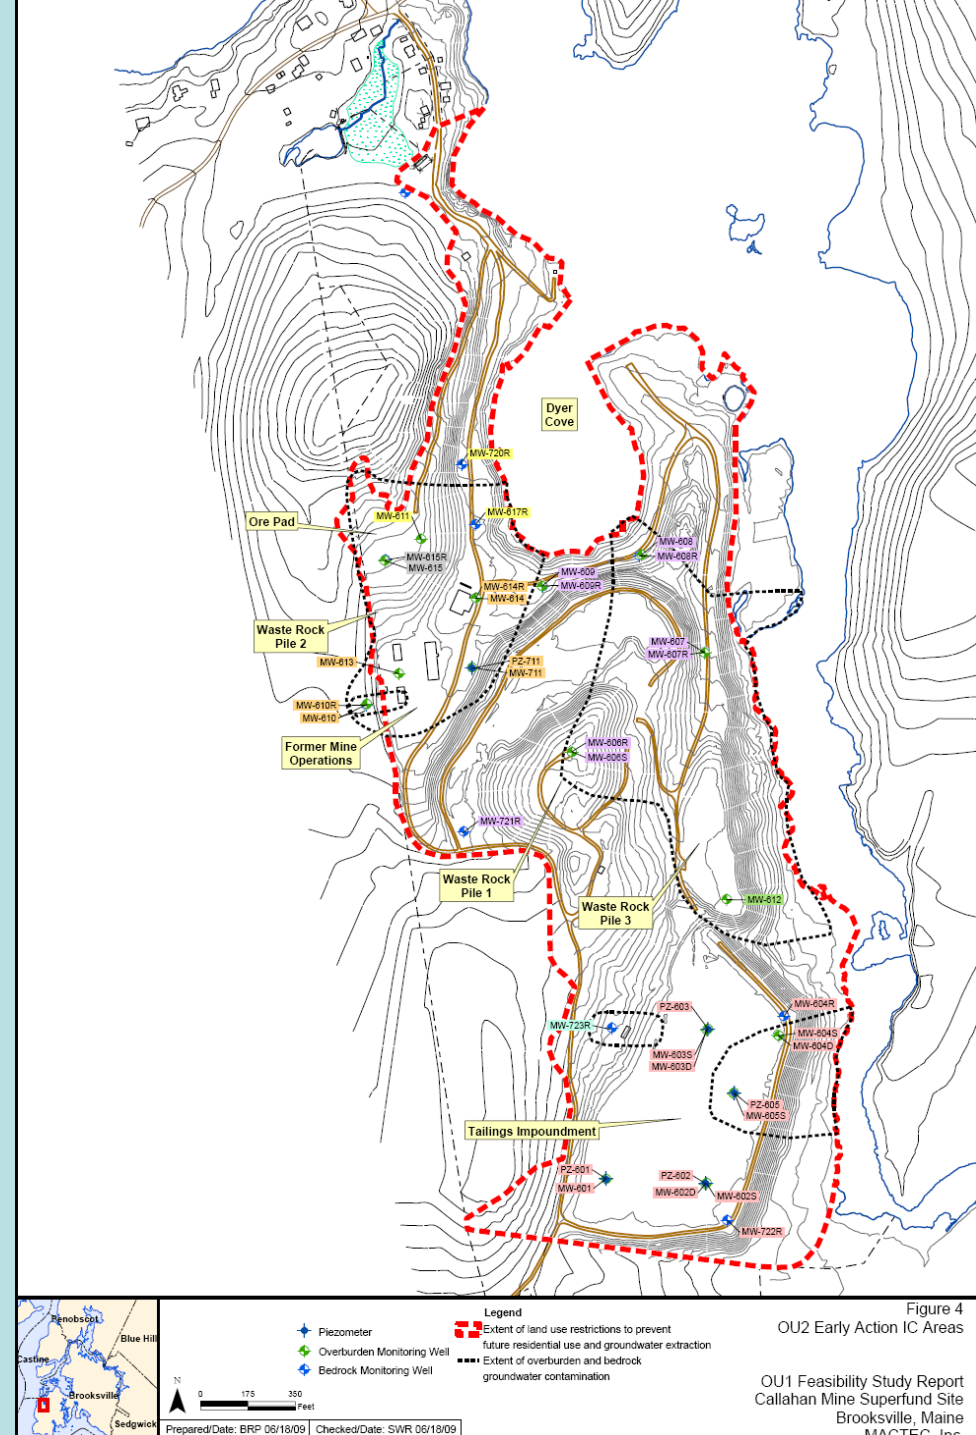 Dyer
Cove
MW-720R
MW-617R
MW-611
Ore Pad
MW-615R
MW-615
MW-608
MW-608R
MW-609
MW-609R
MW-614R
MW-614
Waste Rock
Pile 2
MW-607
MW-607R
MW-613
PZ-711
MW-711
MW-610R
MW-610
Former Mine
Operations
MW-606R
MW-606S
MW-721R
Waste Rock
Pile 1
Waste Rock
Pile 3
MW-612
PZ-603
MW-604R
MW-723R
MW-604S
MW-604D
MW-603S
MW-603D
PZ-605
MW-605S
Tailings Impoundment
PZ-601
MW-601
PZ-602
MW-602D
MW-602S
MW-722R
Penobscot
Blue Hill
Castine
Brooksville
Sedgwick
N
0 175 350
Feet
Prepared/Date: BRP 06/18/09
Checked/Date: SWR 06/18/09
Piezometer
Overburden Monitoring Well
Bedrock Monitoring Well
Legend
Extent of land use restrictions to prevent
future residential use and groundwater extraction
Extent of overburden and bedrock
groundwater contamination
Figure 4
OU2 Early Action IC Areas
OU1 Feasibility Study Report
Callahan Mine Superfund Site
Brooksville, Maine
MACTEC, Inc.